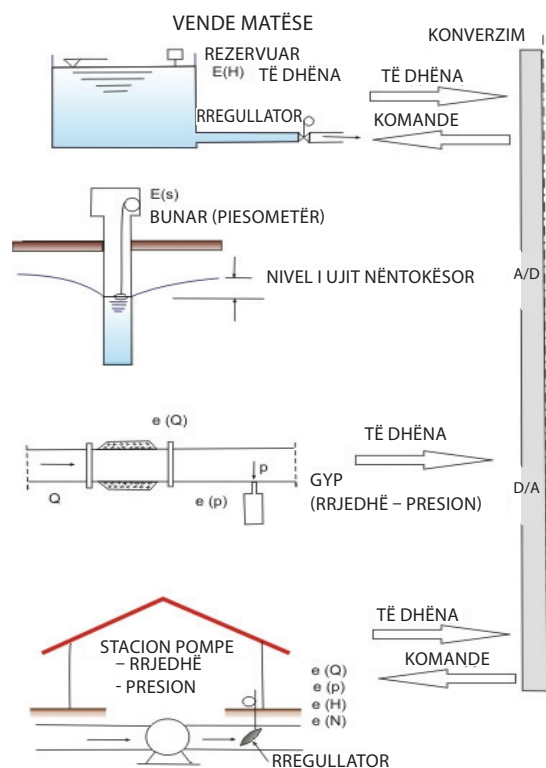 VENDE MATËSE
KONVERZIM
REZERVUAR
E(H) TË DHËNA
TË DHËNA
RREGULLATOR
KOMANDE
E(s)
BUNAR (PIESOMETËR)
NIVEL I UJIT NËNTOKËSOR
A/D
e (Q)
TË DHËNA
p
Q
e (p)
GYP
(RRJEDHË – PRESION)
D/A
TË DHËNA
STACION POMPE
– RRJEDHË
- PRESION
KOMANDE
e (Q)
e (p)
e (H)
e (N)
RREGULLATOR